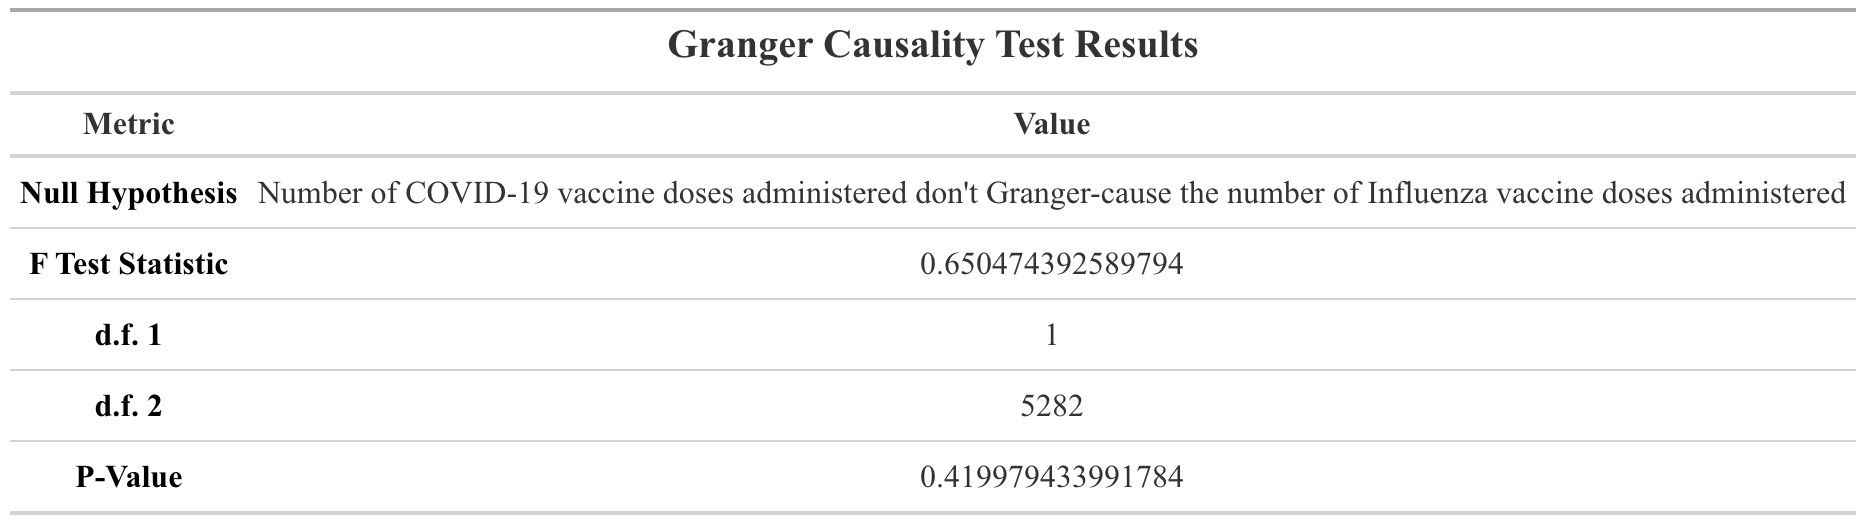 Granger Causality Test Results
Metric Value
Null Hypothesis Number of COVID-19 vaccine doses administered don't Granger-cause the number of Influenza vaccine doses administered
F Test Statistic 0.650474392589794
d.f. 1 1
d.f. 2 5282
P-Value 0.419979433991784